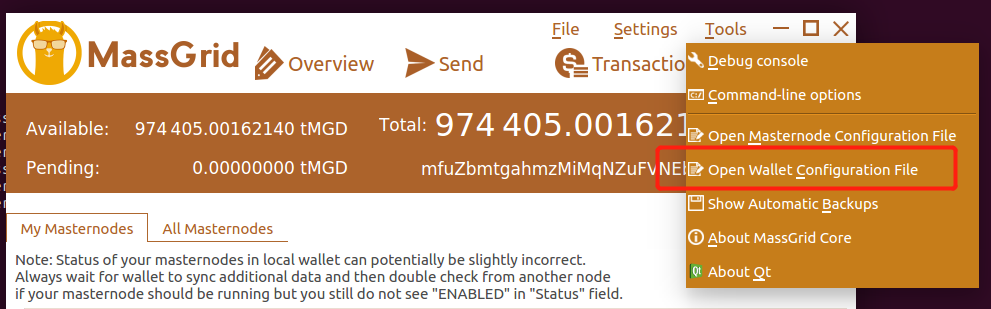 File Settings Tools
MassGrid Overview Send Transactio
Debug console
Command-line options
Available: 974 405.00162140 tMGD Total: 974 405.001621
Open Masternode Configuration File
Pending: 0.00000000 tMGD mfuZbmtgahmzMiMqNZuFVNEb
Open Wallet Configuration File
Show Automatic Backups
My Masternodes All Masternodes
About MassGrid Core
Note: Status of your masternodes in local wallet can potentially be slightly incorrect.
Always wait for wallet to sync additional data and then double check from another node
About Qt
if your masternode should be running but you still do not see "ENABLED" in "Status" field.